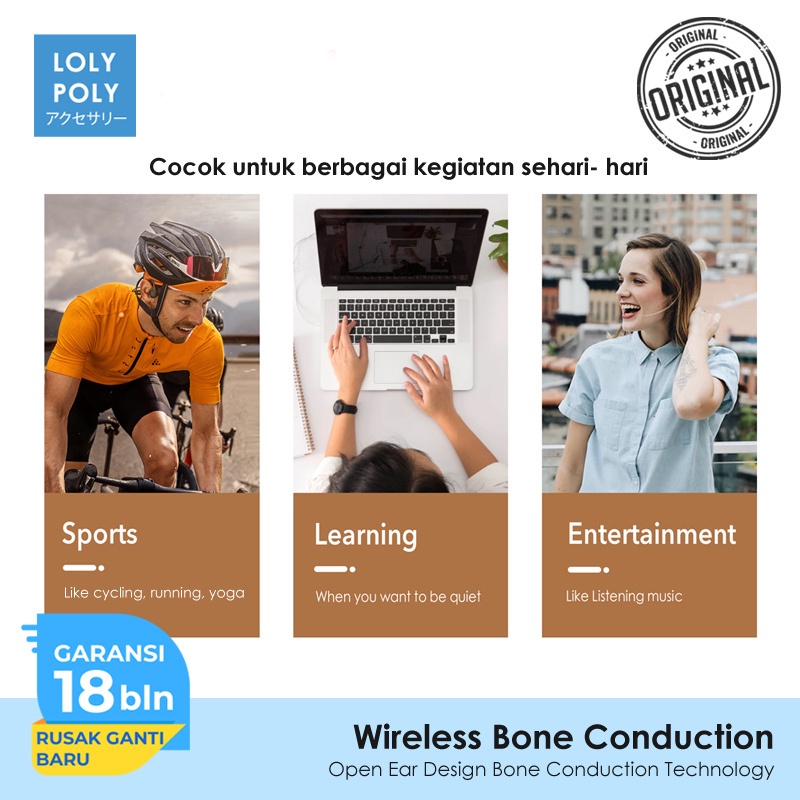 LOLY
POLY
アクセサリー
- ORIGINAL -
ORIGINAL
- ORIGINAL -
Cocok untuk berbagai kegiatan sehari- hari
Sports
Like cycling, running, yoga
Learning
When you want to be quiet
Entertainment
Like Listening music
GARANSI
18 bln
RUSAK GANTI
BARU
Wireless Bone Conduction
Open Ear Design Bone Conduction Technology